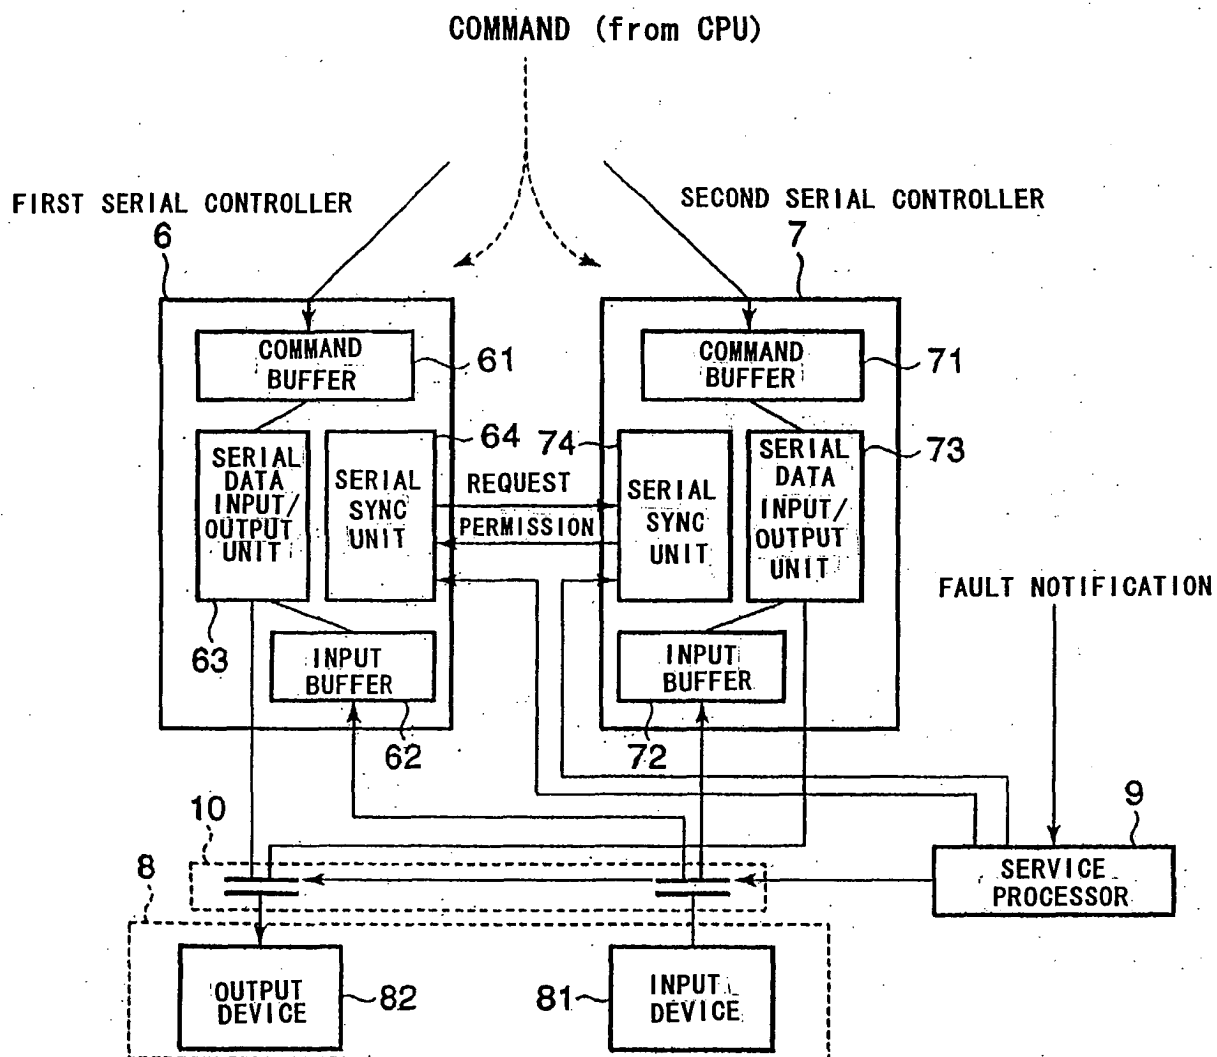 COMMAND (from CPU)
FIRST SERIAL CONTROLLER
6
SECOND SERIAL CONTROLLER
7
COMMAND
BUFFER
61
COMMAND
BUFFER
71
SERIAL
DATA
INPUT/
OUTPUT
UNIT
63
SERIAL
SYNC
UNIT
64
REQUEST
PERMISSION
74
SERIAL
SYNC
UNIT
SERIAL
DATA
INPUT/
OUTPUT
UNIT
73
FAULT NOTIFICATION
INPUT
BUFFER
62
INPUT
BUFFER
72
10
9
SERVICE
PROCESSOR
8
OUTPUT
DEVICE
82
81
INPUT
DEVICE